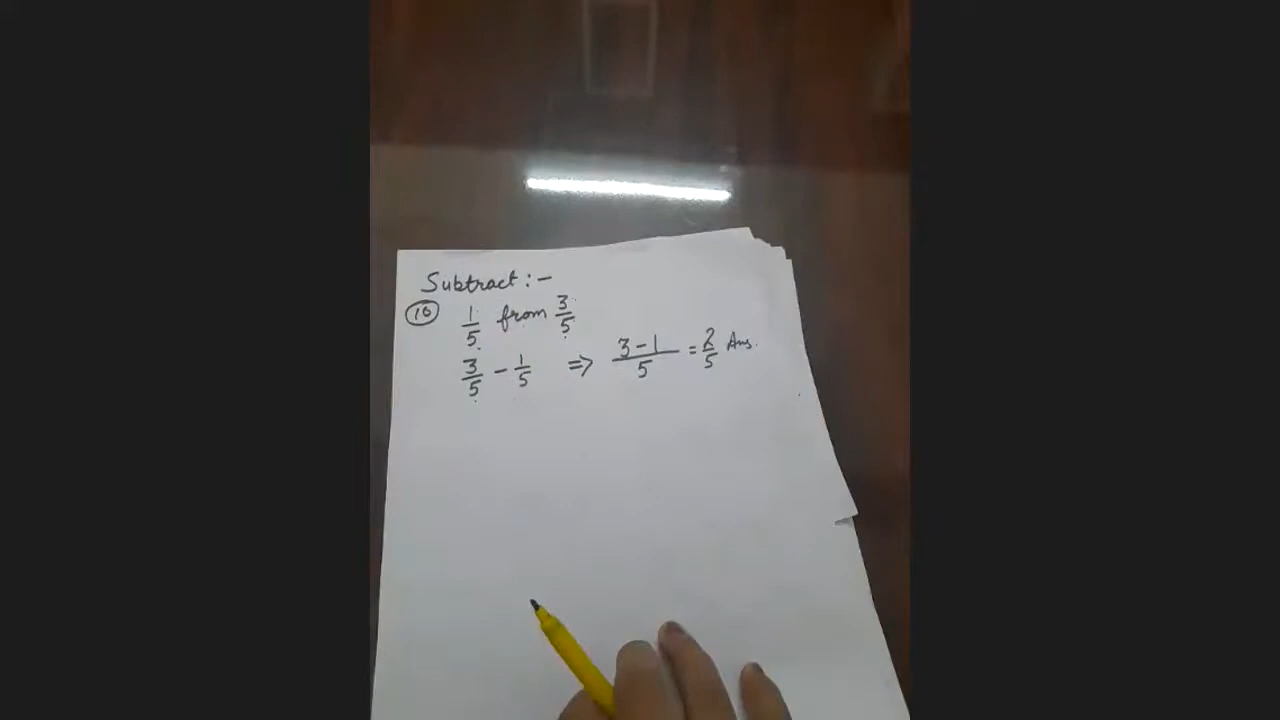 Subtract :-
(10) 1/5 from 3/5
3/5 - 1/5 ⇒ (3-1)/5 = 2/5 Ans.